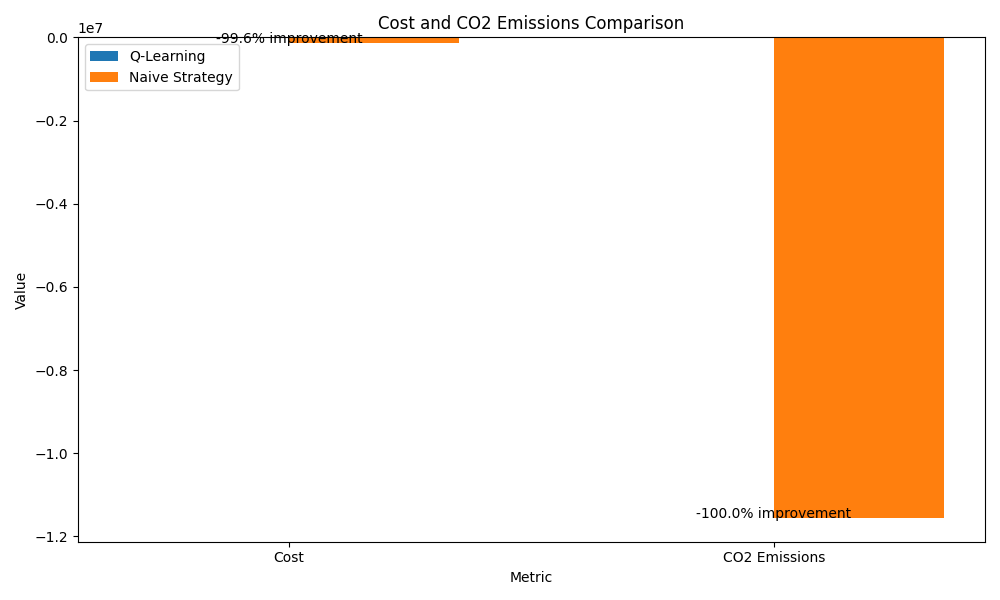 Cost and CO2 Emissions Comparison
1e7
0.0
−0.2
−0.4
−0.6
−0.8
−1.0
−1.2
Value
-99.6% improvement
Q-Learning
Naive Strategy
-100.0% improvement
Cost
CO2 Emissions
Metric